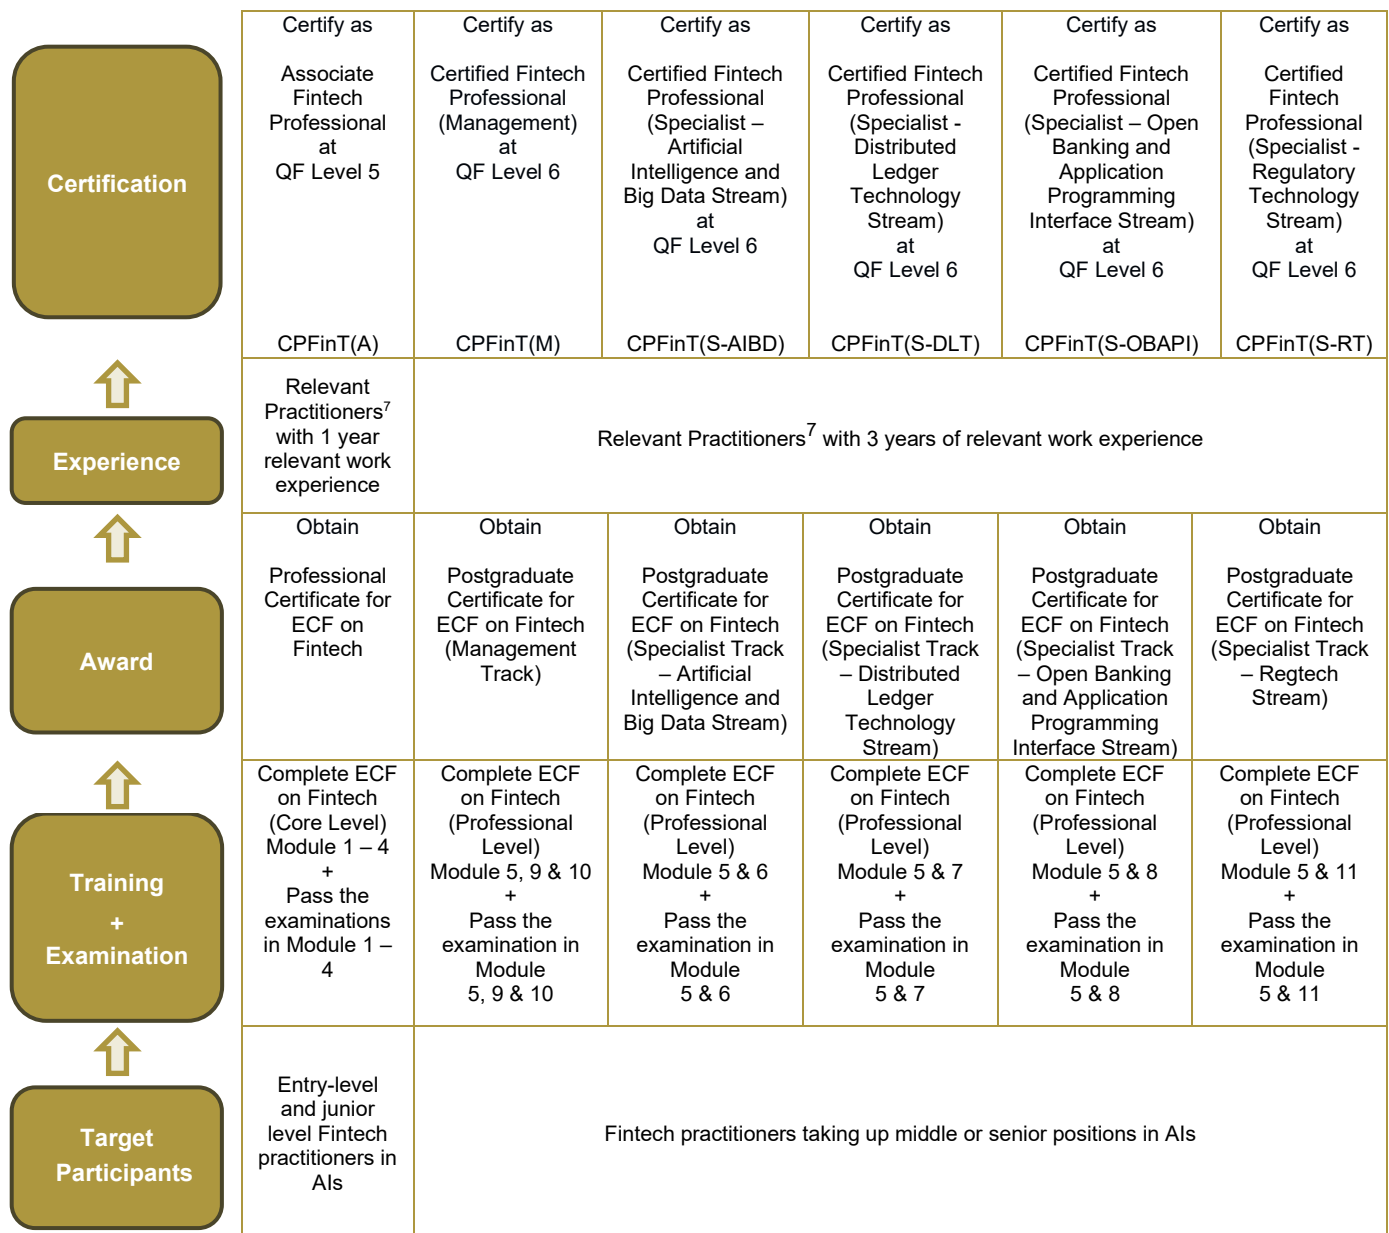 Certification
Certify as
Associate
Fintech
Professional
at
QF Level 5
CPFinT(A)
Certify as
Certified Fintech
Professional
(Management)
at
QF Level 6
CPFinT(M)
Certify as
Certified Fintech
Professional
(Specialist –
Artificial
Intelligence and
Big Data Stream)
at
QF Level 6
CPFinT(S-AIBD)
Certify as
Certified Fintech
Professional
(Specialist -
Distributed
Ledger
Technology
Stream)
at
QF Level 6
CPFinT(S-DLT)
Certify as
Certified Fintech
Professional
(Specialist – Open
Banking and
Application
Programming
Interface Stream)
at
QF Level 6
CPFinT(S-OBAPI)
Certify as
Certified
Fintech
Professional
(Specialist -
Regulatory
Technology
Stream)
at
QF Level 6
CPFinT(S-RT)
Experience
Relevant
Practitioners7
with 1 year
relevant work
experience
Relevant Practitioners7 with 3 years of relevant work experience
Award
Obtain
Professional
Certificate for
ECF on
Fintech
Obtain
Postgraduate
Certificate for
ECF on Fintech
(Management
Track)
Obtain
Postgraduate
Certificate for
ECF on Fintech
(Specialist Track
– Artificial
Intelligence and
Big Data Stream)
Obtain
Postgraduate
Certificate for
ECF on Fintech
(Specialist Track
– Distributed
Ledger
Technology
Stream)
Obtain
Postgraduate
Certificate for
ECF on Fintech
(Specialist Track
– Open Banking
and Application
Programming
Interface Stream)
Obtain
Postgraduate
Certificate for
ECF on Fintech
(Specialist Track
– Regtech
Stream)
Training
+
Examination
Complete ECF
on Fintech
(Core Level)
Module 1 – 4
+
Pass the
examinations
in Module 1 –
4
Complete ECF
on Fintech
(Professional
Level)
Module 5, 9 & 10
+
Pass the
examination in
Module
5, 9 & 10
Complete ECF
on Fintech
(Professional
Level)
Module 5 & 6
+
Pass the
examination in
Module
5 & 6
Complete ECF
on Fintech
(Professional
Level)
Module 5 & 7
+
Pass the
examination in
Module
5 & 7
Complete ECF
on Fintech
(Professional
Level)
Module 5 & 8
+
Pass the
examination in
Module
5 & 8
Complete ECF
on Fintech
(Professional
Level)
Module 5 & 11
+
Pass the
examination in
Module
5 & 11
Target
Participants
Entry-level
and junior
level Fintech
practitioners in
AIs
Fintech practitioners taking up middle or senior positions in AIs